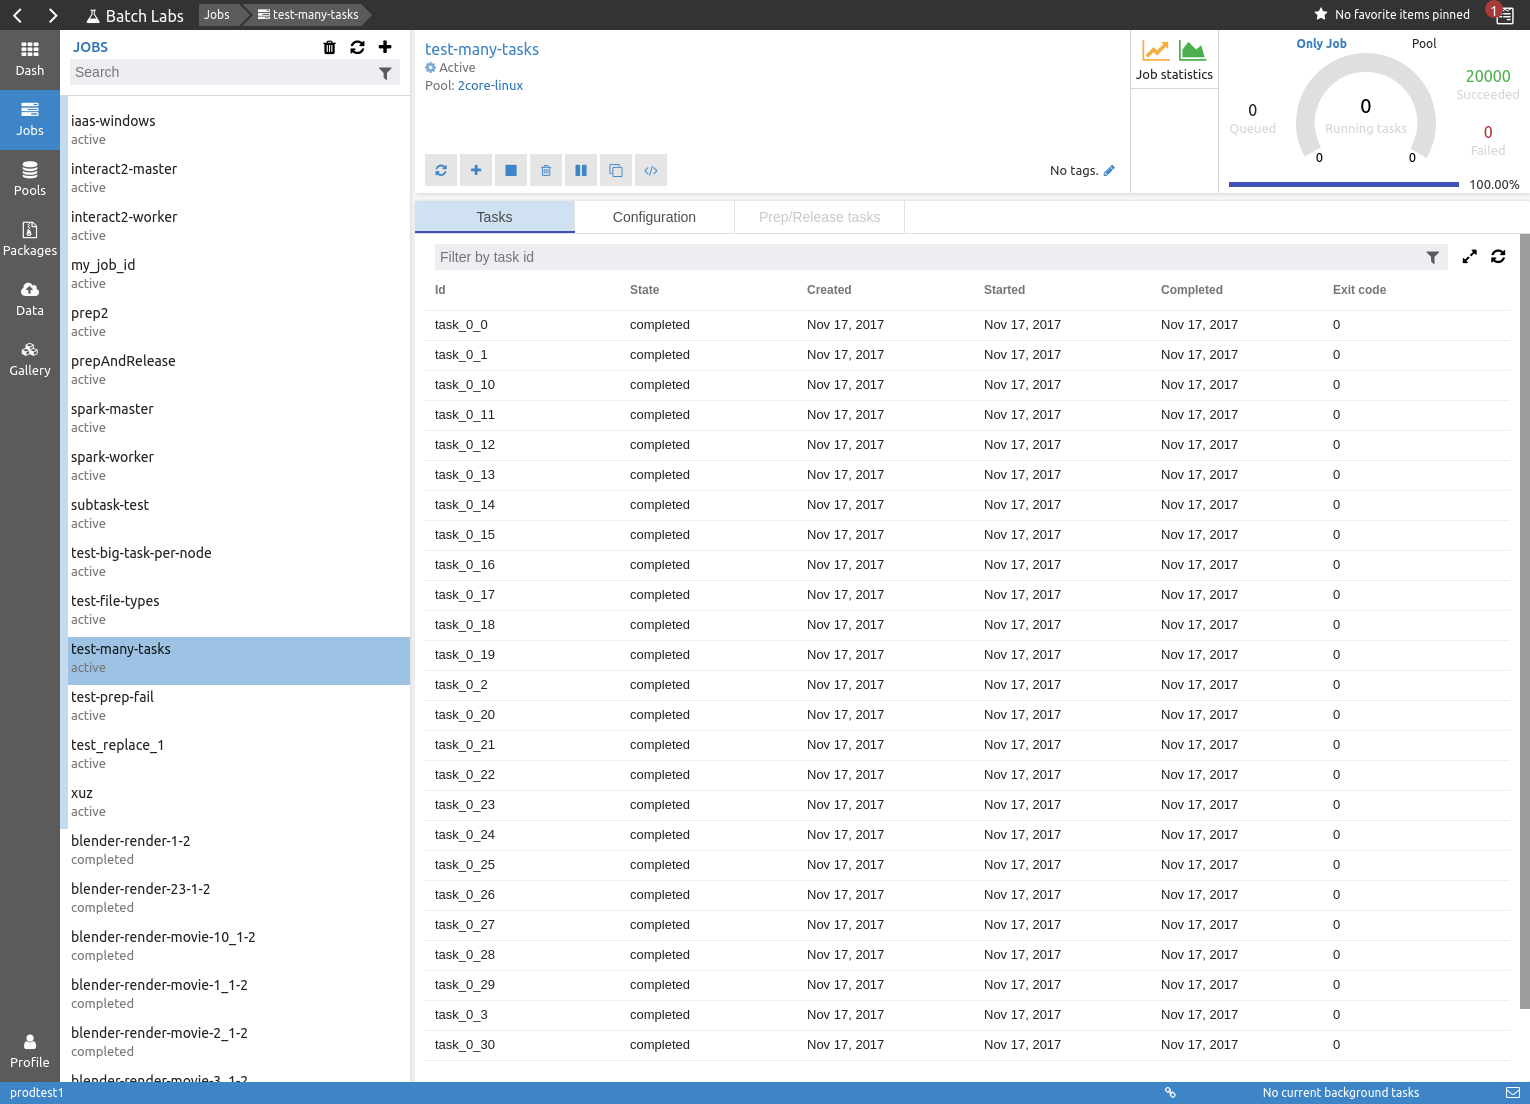 Batch Labs
Jobs
test-many-tasks
No favorite items pinned
1
Dash
Jobs
Pools
Packages
Data
Gallery
Profile
JOBS
Search
iaas-windows
active
interact2-master
active
interact2-worker
active
my_job_id
active
prep2
active
prepAndRelease
active
spark-master
active
spark-worker
active
subtask-test
active
test-big-task-per-node
active
test-file-types
active
test-many-tasks
active
test-prep-fail
active
test_replace_1
active
xuz
active
blender-render-1-2
completed
blender-render-23-1-2
completed
blender-render-movie-10_1-2
completed
blender-render-movie-1_1-2
completed
blender-render-movie-2_1-2
completed
blender-render-movie-3_1-2
test-many-tasks
Active
Pool: 2core-linux
No tags.
Job statistics
Only Job
Pool
0
Queued
0
Running tasks
0
0
20000
Succeeded
0
Failed
100.00%
Tasks
Configuration
Prep/Release tasks
Filter by task id
Id State Created Started Completed Exit code
task_0_0 completed Nov 17, 2017 Nov 17, 2017 Nov 17, 2017 0
task_0_1 completed Nov 17, 2017 Nov 17, 2017 Nov 17, 2017 0
task_0_10 completed Nov 17, 2017 Nov 17, 2017 Nov 17, 2017 0
task_0_11 completed Nov 17, 2017 Nov 17, 2017 Nov 17, 2017 0
task_0_12 completed Nov 17, 2017 Nov 17, 2017 Nov 17, 2017 0
task_0_13 completed Nov 17, 2017 Nov 17, 2017 Nov 17, 2017 0
task_0_14 completed Nov 17, 2017 Nov 17, 2017 Nov 17, 2017 0
task_0_15 completed Nov 17, 2017 Nov 17, 2017 Nov 17, 2017 0
task_0_16 completed Nov 17, 2017 Nov 17, 2017 Nov 17, 2017 0
task_0_17 completed Nov 17, 2017 Nov 17, 2017 Nov 17, 2017 0
task_0_18 completed Nov 17, 2017 Nov 17, 2017 Nov 17, 2017 0
task_0_19 completed Nov 17, 2017 Nov 17, 2017 Nov 17, 2017 0
task_0_2 completed Nov 17, 2017 Nov 17, 2017 Nov 17, 2017 0
task_0_20 completed Nov 17, 2017 Nov 17, 2017 Nov 17, 2017 0
task_0_21 completed Nov 17, 2017 Nov 17, 2017 Nov 17, 2017 0
task_0_22 completed Nov 17, 2017 Nov 17, 2017 Nov 17, 2017 0
task_0_23 completed Nov 17, 2017 Nov 17, 2017 Nov 17, 2017 0
task_0_24 completed Nov 17, 2017 Nov 17, 2017 Nov 17, 2017 0
task_0_25 completed Nov 17, 2017 Nov 17, 2017 Nov 17, 2017 0
task_0_26 completed Nov 17, 2017 Nov 17, 2017 Nov 17, 2017 0
task_0_27 completed Nov 17, 2017 Nov 17, 2017 Nov 17, 2017 0
task_0_28 completed Nov 17, 2017 Nov 17, 2017 Nov 17, 2017 0
task_0_29 completed Nov 17, 2017 Nov 17, 2017 Nov 17, 2017 0
task_0_3 completed Nov 17, 2017 Nov 17, 2017 Nov 17, 2017 0
task_0_30 completed Nov 17, 2017 Nov 17, 2017 Nov 17, 2017 0
prodtest1
No current background tasks